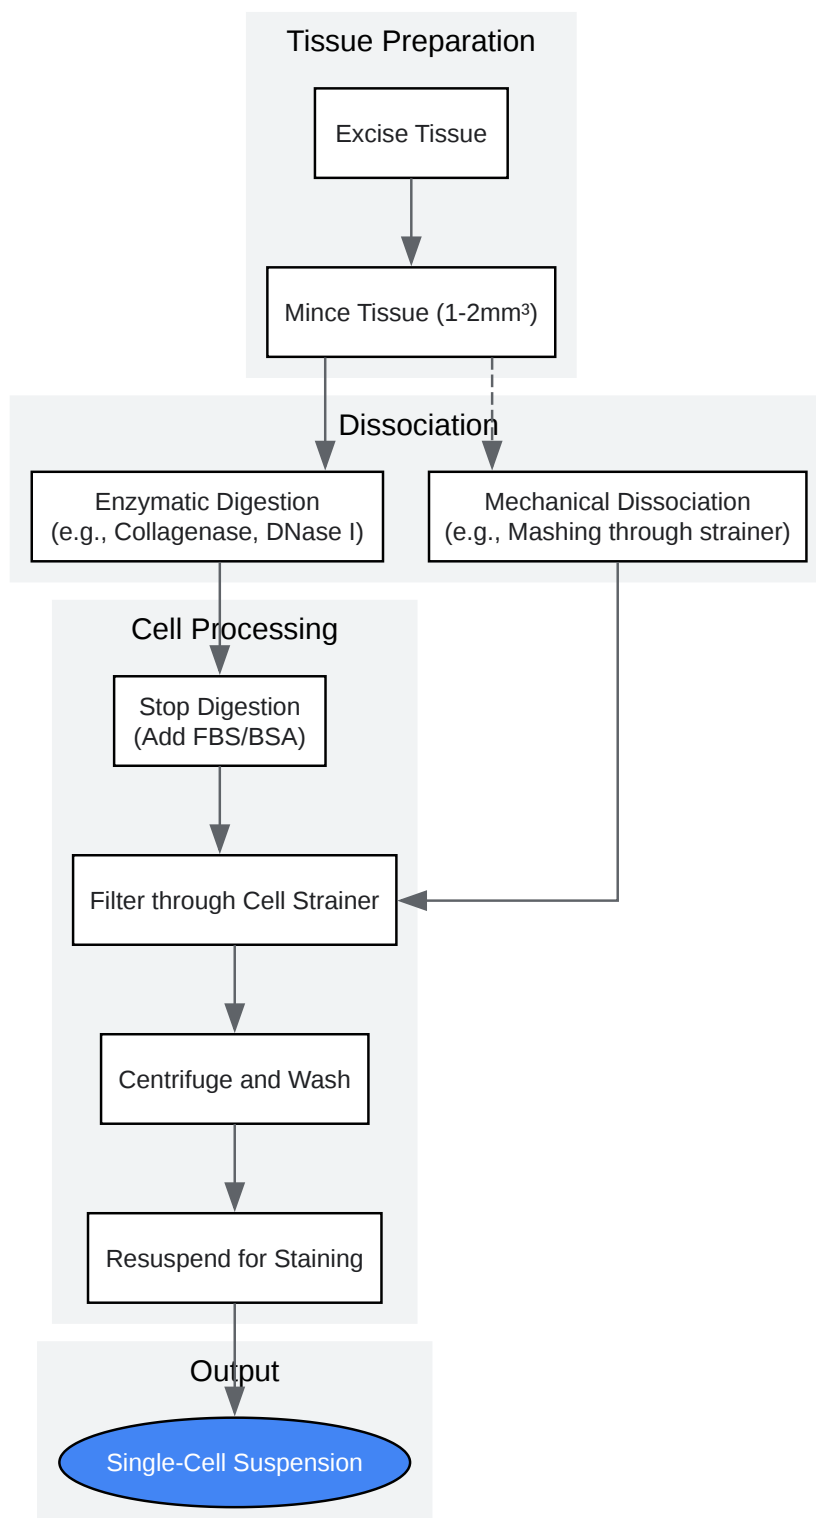 Tissue Preparation
Excise Tissue
Mince Tissue (1-2mm³)
Dissociation
Enzymatic Digestion
(e.g., Collagenase, DNase I)
Mechanical Dissociation
(e.g., Mashing through strainer)
Cell Processing
Stop Digestion
(Add FBS/BSA)
Filter through Cell Strainer
Centrifuge and Wash
Resuspend for Staining
Output
Single-Cell Suspension